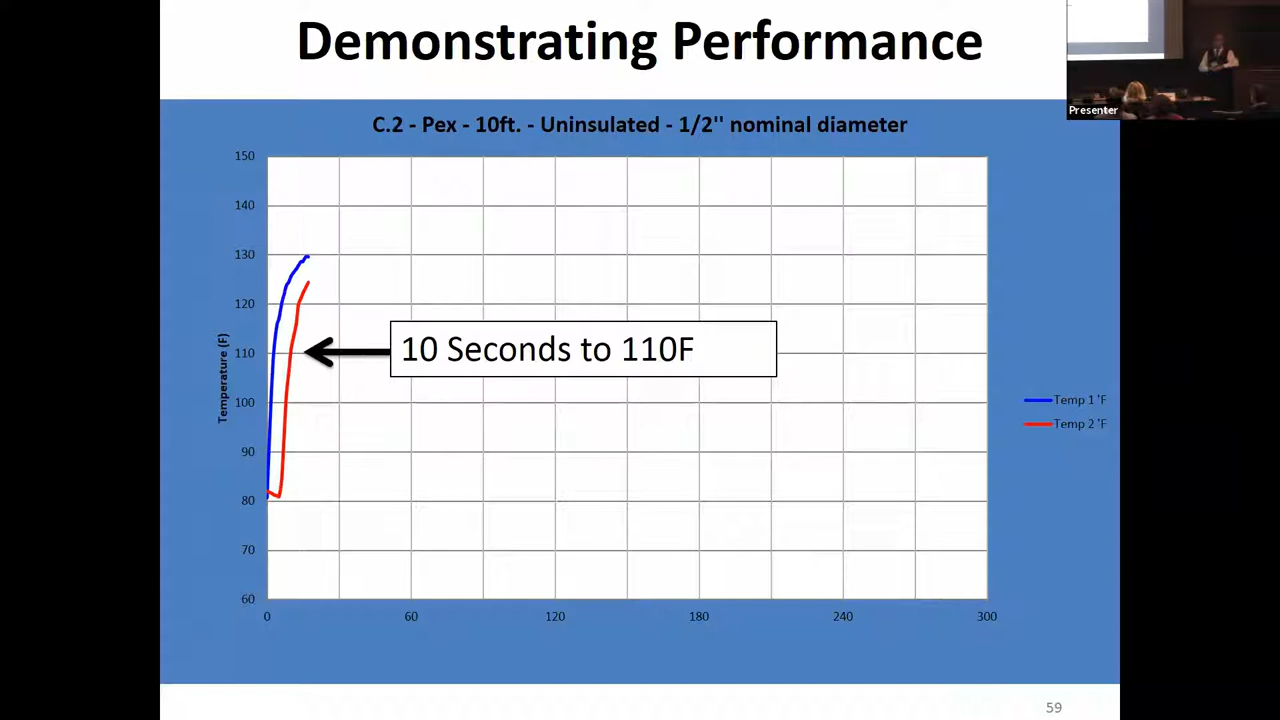 Demonstrating Performance
Presenter
C.2 - Pex - 10ft. - Uninsulated - 1/2'' nominal diameter
150
140
130
120
110
100
90
80
70
60
Temperature (F)
10 Seconds to 110F
Temp 1 'F
Temp 2 'F
0
60
120
180
240
300
59